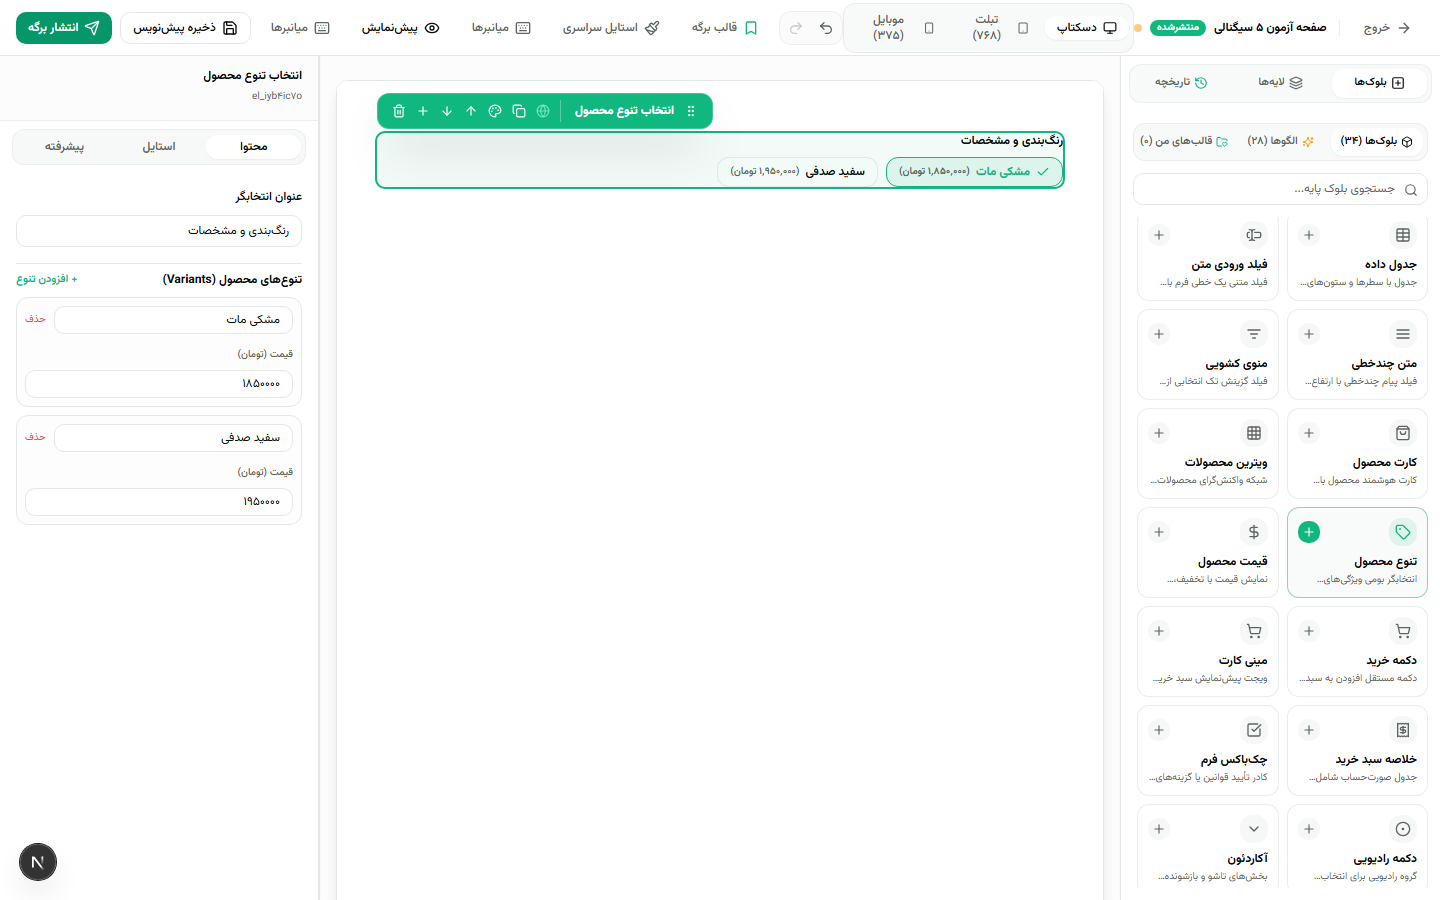 خروج
صفحه آزمون ۵ سیگنالی
منتشرشده
دسکتاپ
تبلت (۷۶۸)
موبایل (۳۷۵)
قالب برگه
استایل سراسری
میانبرها
پیش‌نمایش
میانبرها
ذخیره پیش‌نویس
انتشار برگه
بلوک‌ها
لایه‌ها
تاریخچه
بلوک‌ها (۳۴)
الگوها (۲۸)
قالب‌های من (۰)
جستجوی بلوک پایه...
جدول داده
جدول با سطرها و ستون‌های...
فیلد ورودی متن
فیلد متنی یک خطی فرم با...
متن چندخطی
فیلد پیام چندخطی با ارتفاع...
منوی کشویی
فیلد گزینش تک انتخابی از...
کارت محصول
کارت هوشمند محصول با...
ویترین محصولات
شبکه واکنش‌گرای محصولات...
تنوع محصول
انتخابگر بومی ویژگی‌های...
قیمت محصول
نمایش قیمت با تخفیف،...
دکمه خرید
دکمه مستقل افزودن به سبد...
مینی کارت
ویجت پیش‌نمایش سبد خرید...
خلاصه سبد خرید
جدول صورت‌حساب شامل...
چک‌باکس فرم
کادر تأیید قوانین یا گزینه‌های...
دکمه رادیویی
گروه رادیویی برای انتخاب...
آکاردئون
بخش‌های تاشو و بازشونده...
انتخاب تنوع محصول
رنگ‌بندی و مشخصات
مشکی مات (۱,۸۵۰,۰۰۰ تومان)
سفید صدفی (۱,۹۵۰,۰۰۰ تومان)
انتخاب تنوع محصول
el_iyb۴ic۷o
محتوا
استایل
پیشرفته
عنوان انتخابگر
رنگ‌بندی و مشخصات
تنوع‌های محصول (Variants)
+ افزودن تنوع
مشکی مات
حذف
قیمت (تومان)
۱۸۵۰۰۰۰
سفید صدفی
حذف
قیمت (تومان)
۱۹۵۰۰۰۰
N